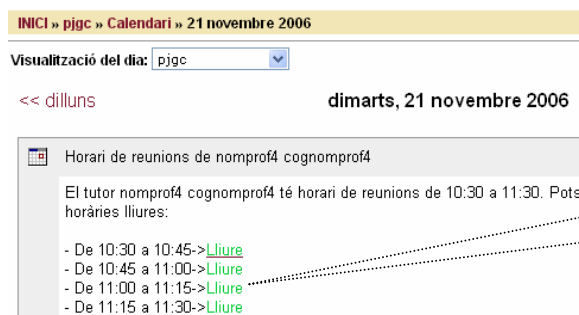 INICI » pjgc » Calendari » 21 novembre 2006
Visualització del dia: pjgc
<< dilluns dimarts, 21 novembre 2006
Horari de reunions de nomprof4 cognomprof4
El tutor nomprof4 cognomprof4 té horari de reunions de 10:30 a 11:30. Pots
horàries lliures:
- De 10:30 a 10:45->Lliure
- De 10:45 a 11:00->Lliure
- De 11:00 a 11:15->Lliure
- De 11:15 a 11:30->Lliure